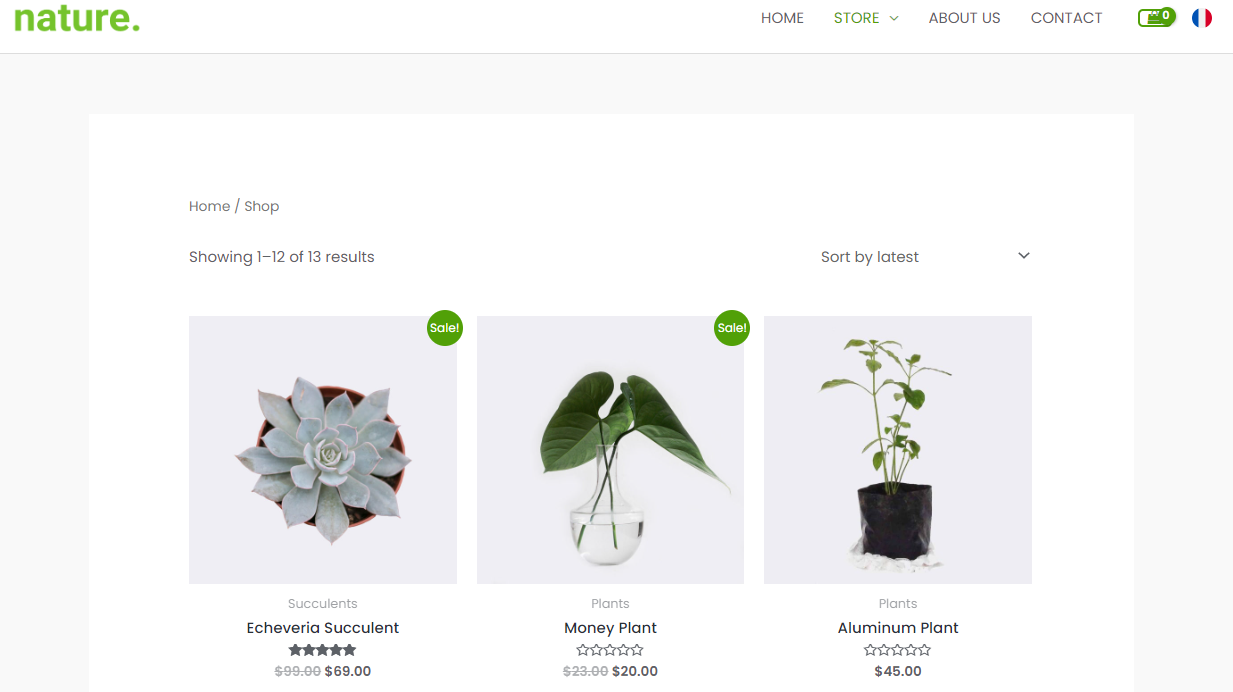 nature.
HOME STORE ABOUT US CONTACT 0
Home / Shop
Showing 1–12 of 13 results
Sort by latest
Sale!
Sale!
Succulents
Echeveria Succulent
$99.00 $69.00
Plants
Money Plant
$23.00 $20.00
Plants
Aluminum Plant
$45.00